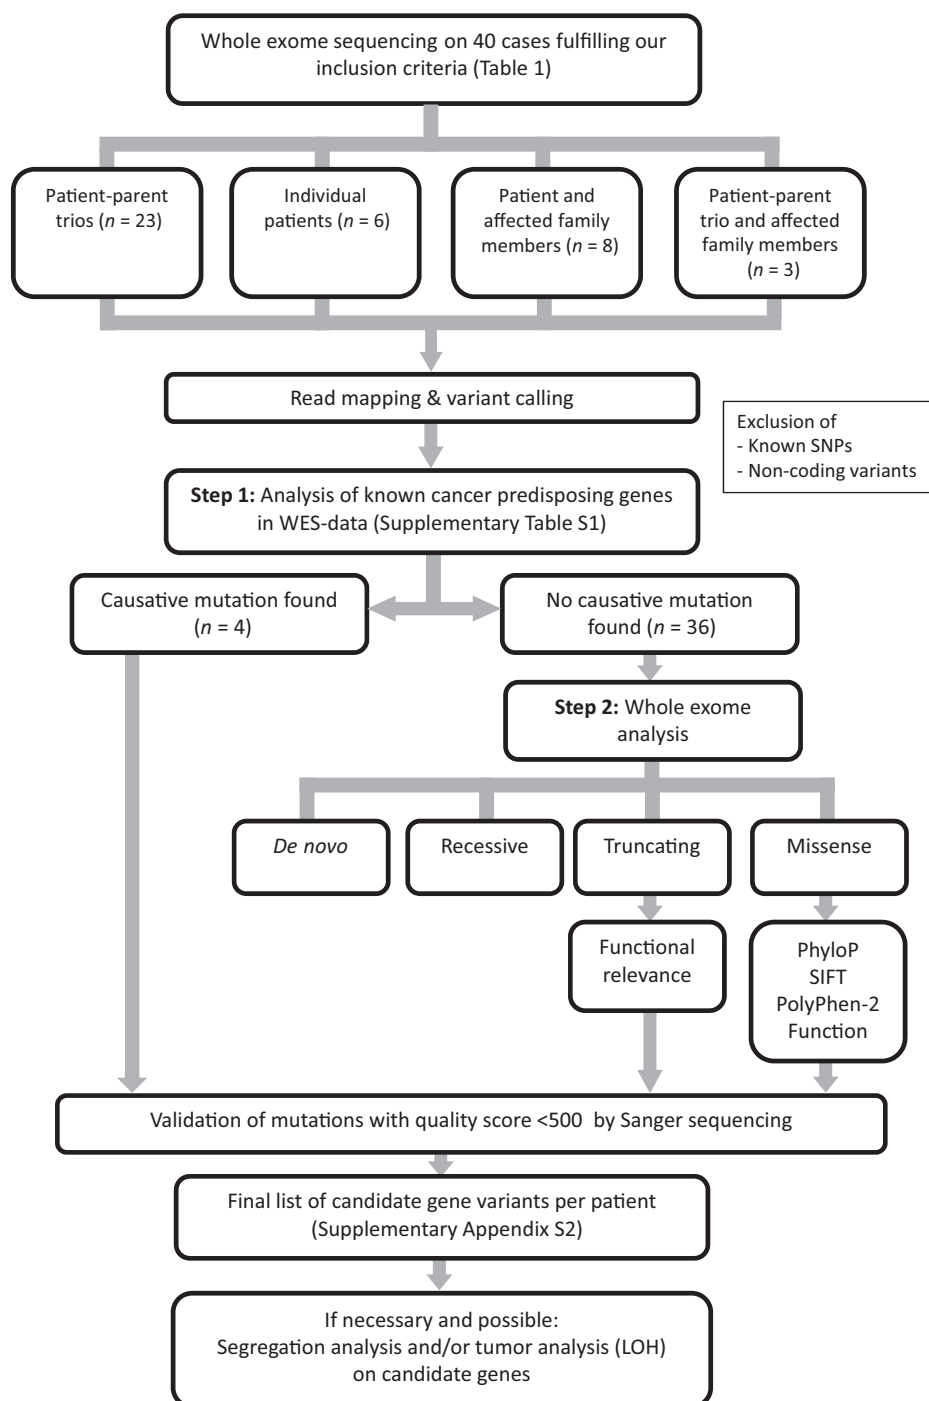 Whole exome sequencing on 40 cases fulfilling our
inclusion criteria (Table 1)
Patient-parent
trios (n = 23)
Individual
patients (n = 6)
Patient and
affected family
members (n = 8)
Patient-parent
trio and affected
family members
(n = 3)
Read mapping & variant calling
Exclusion of
- Known SNPs
- Non-coding variants
Step 1: Analysis of known cancer predisposing genes
in WES-data (Supplementary Table S1)
Causative mutation found
(n = 4)
No causative mutation
found (n = 36)
Step 2: Whole exome
analysis
De novo
Recessive
Truncating
Missense
Functional
relevance
PhyloP
SIFT
PolyPhen-2
Function
Validation of mutations with quality score <500 by Sanger sequencing
Final list of candidate gene variants per patient
(Supplementary Appendix S2)
If necessary and possible:
Segregation analysis and/or tumor analysis (LOH)
on candidate genes